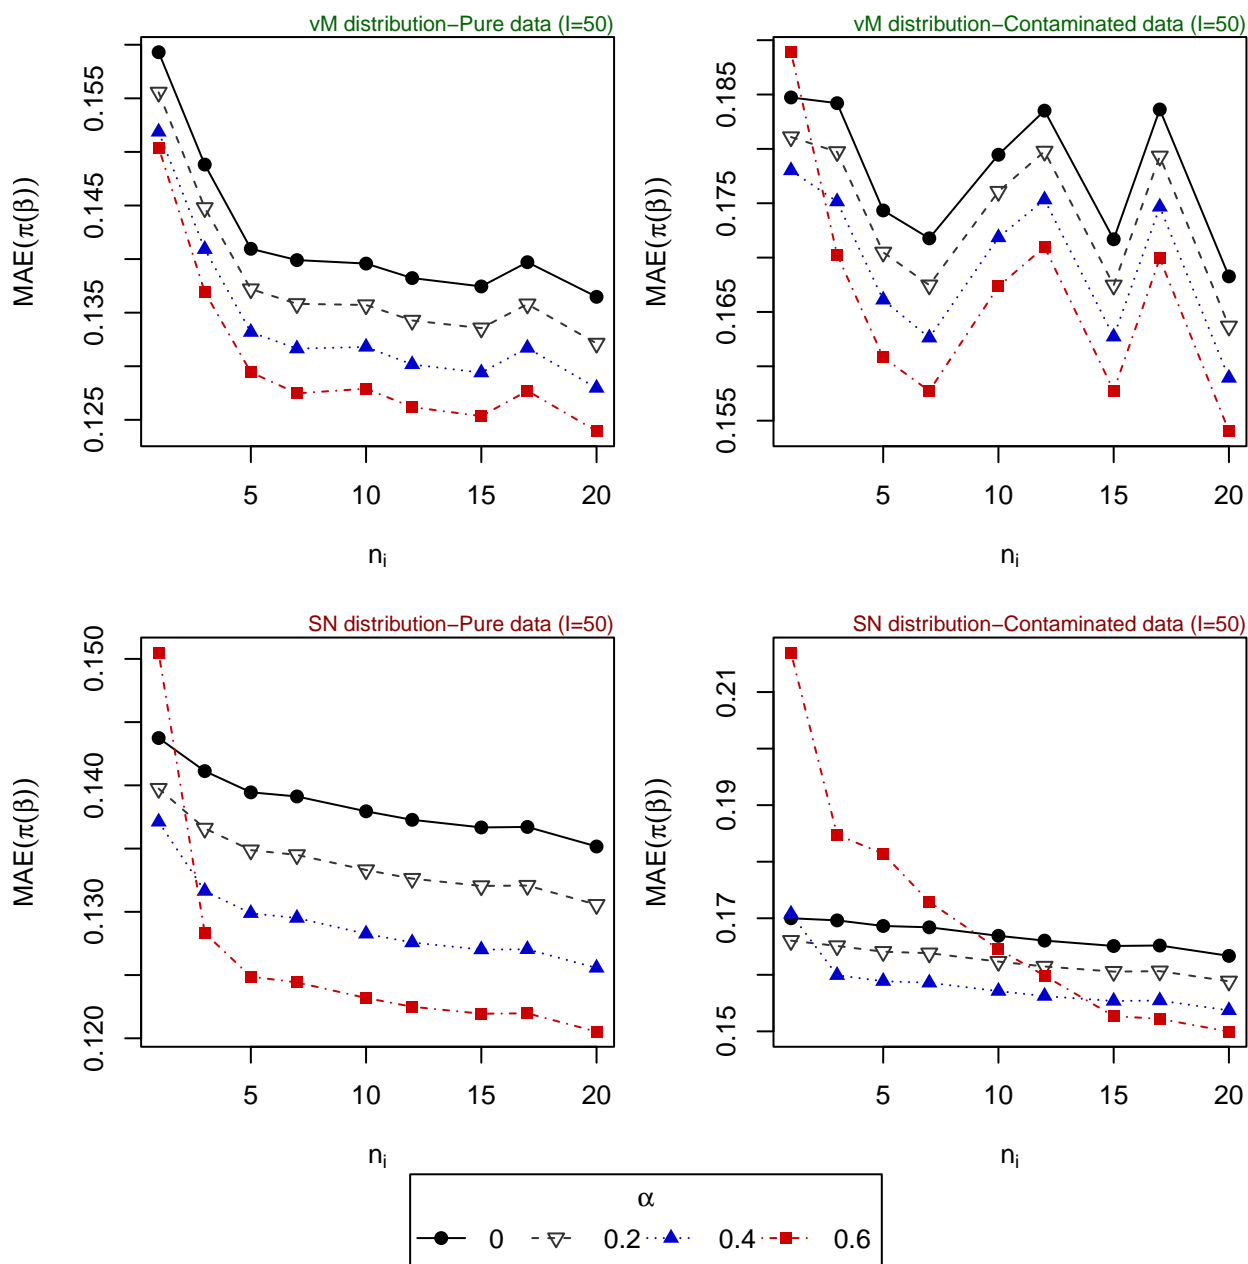 vM distribution−Pure data (I=50)
MAE(π(β))
0.125 0.135 0.145 0.155
5 10 15 20
n_i
vM distribution−Contaminated data (I=50)
MAE(π(β))
0.155 0.165 0.175 0.185
5 10 15 20
n_i
SN distribution−Pure data (I=50)
MAE(π(β))
0.120 0.130 0.140 0.150
5 10 15 20
n_i
SN distribution−Contaminated data (I=50)
MAE(π(β))
0.15 0.17 0.19 0.21
5 10 15 20
n_i
α
0 0.2 0.4 0.6